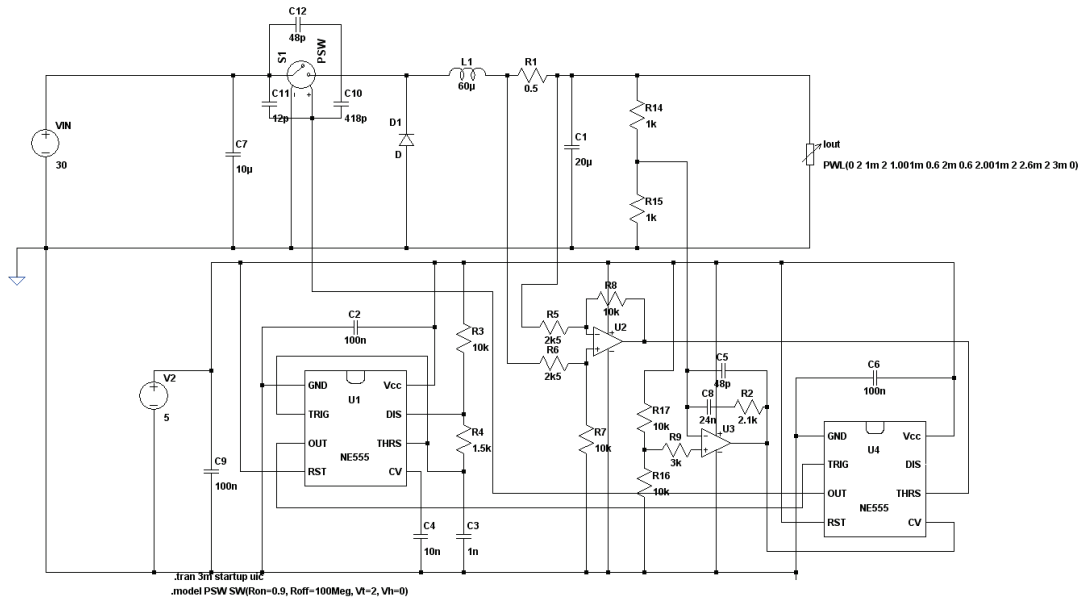 C12
48p
S1
PSW
L1
60µ
R1
0.5
C11
12p
C10
418p
VIN
30
C7
10µ
D1
D
C1
20µ
R14
1k
R15
1k
Iout
PWL(0 2 1m 2 1.001m 0.6 2m 0.6 2.001m 2 2.6m 2 3m 0)
C2
100n
R3
10k
R5
2k5
R6
2k5
R8
10k
U2
V2
5
C9
100n
GND
TRIG
OUT
RST
U1
NE555
Vcc
DIS
THRS
CV
R4
1.5k
C4
10n
C3
1n
R7
10k
R17
10k
R9
3k
R16
10k
C5
48p
C8
24n
R2
2.1k
U3
C6
100n
GND
TRIG
OUT
RST
U4
NE555
Vcc
DIS
THRS
CV
.tran 3m startup uic
.model PSW SW(Ron=0.9, Roff=100Meg, Vt=2, Vh=0)